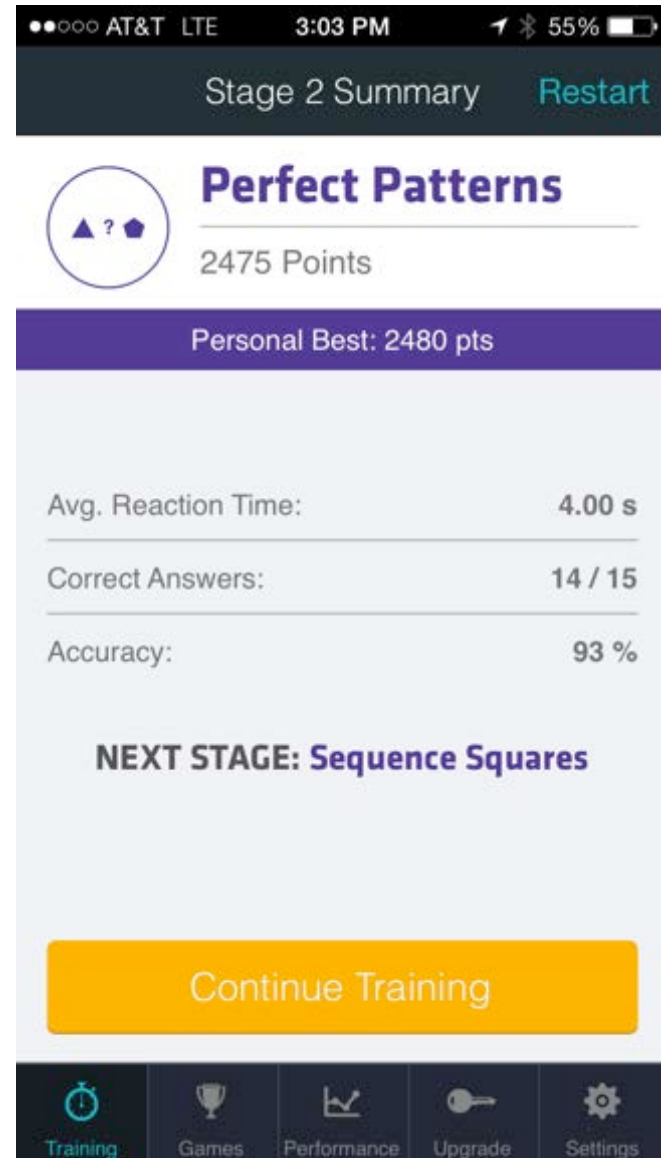 AT&T LTE 3:03 PM 55%
Stage 2 Summary Restart
?
Perfect Patterns
2475 Points
Personal Best: 2480 pts
Avg. Reaction Time: 4.00 s
Correct Answers: 14 / 15
Accuracy: 93 %
NEXT STAGE: Sequence Squares
Continue Training
Training Games Performance Upgrade Settings